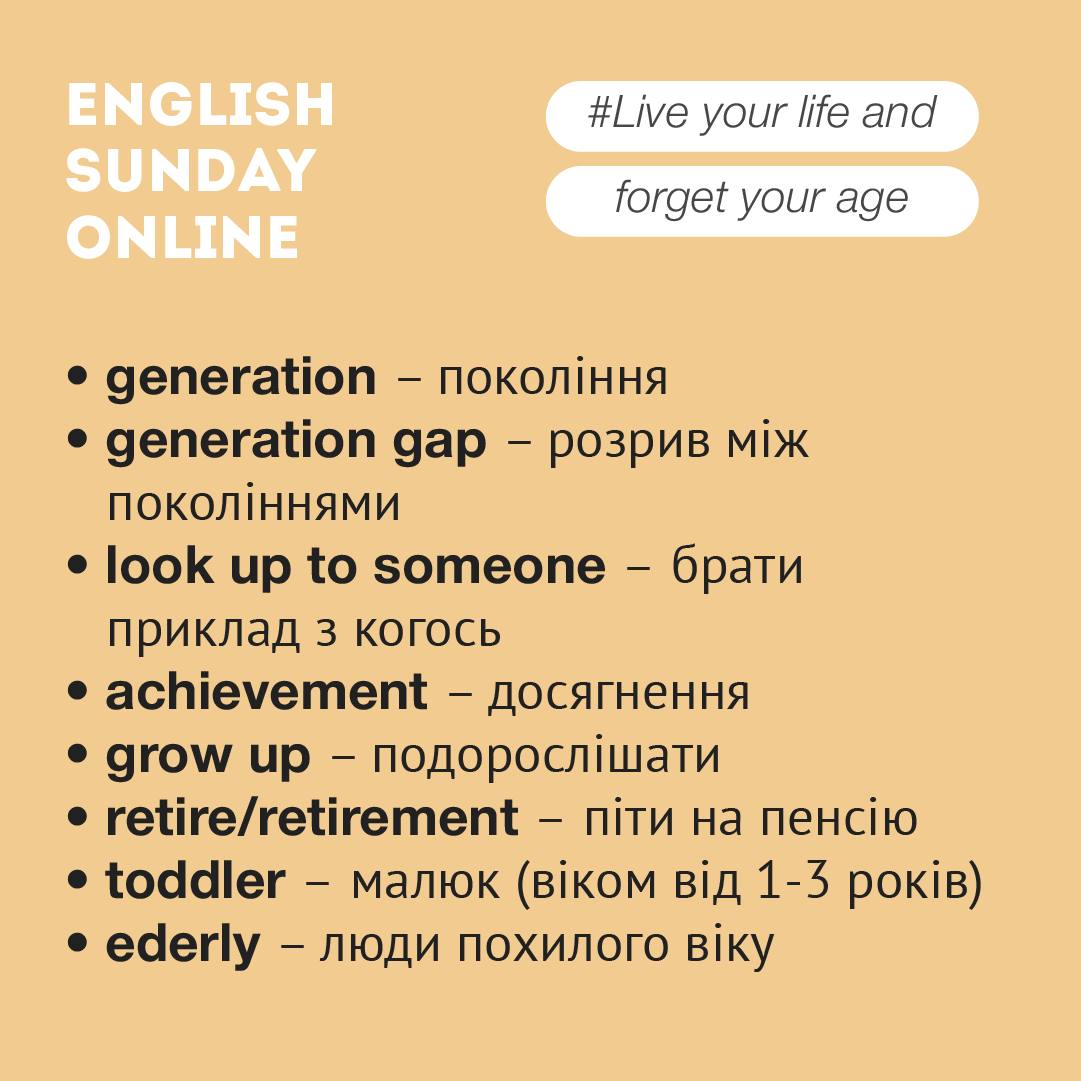 ENGLISH
SUNDAY
ONLINE
#Live your life and
forget your age
• generation – покоління
• generation gap – розрив між
поколіннями
• look up to someone – брати
приклад з когось
• achievement – досягнення
• grow up – подорослішати
• retire/retirement – піти на пенсію
• toddler – малюк (віком від 1-3 років)
• ederly – люди похилого віку